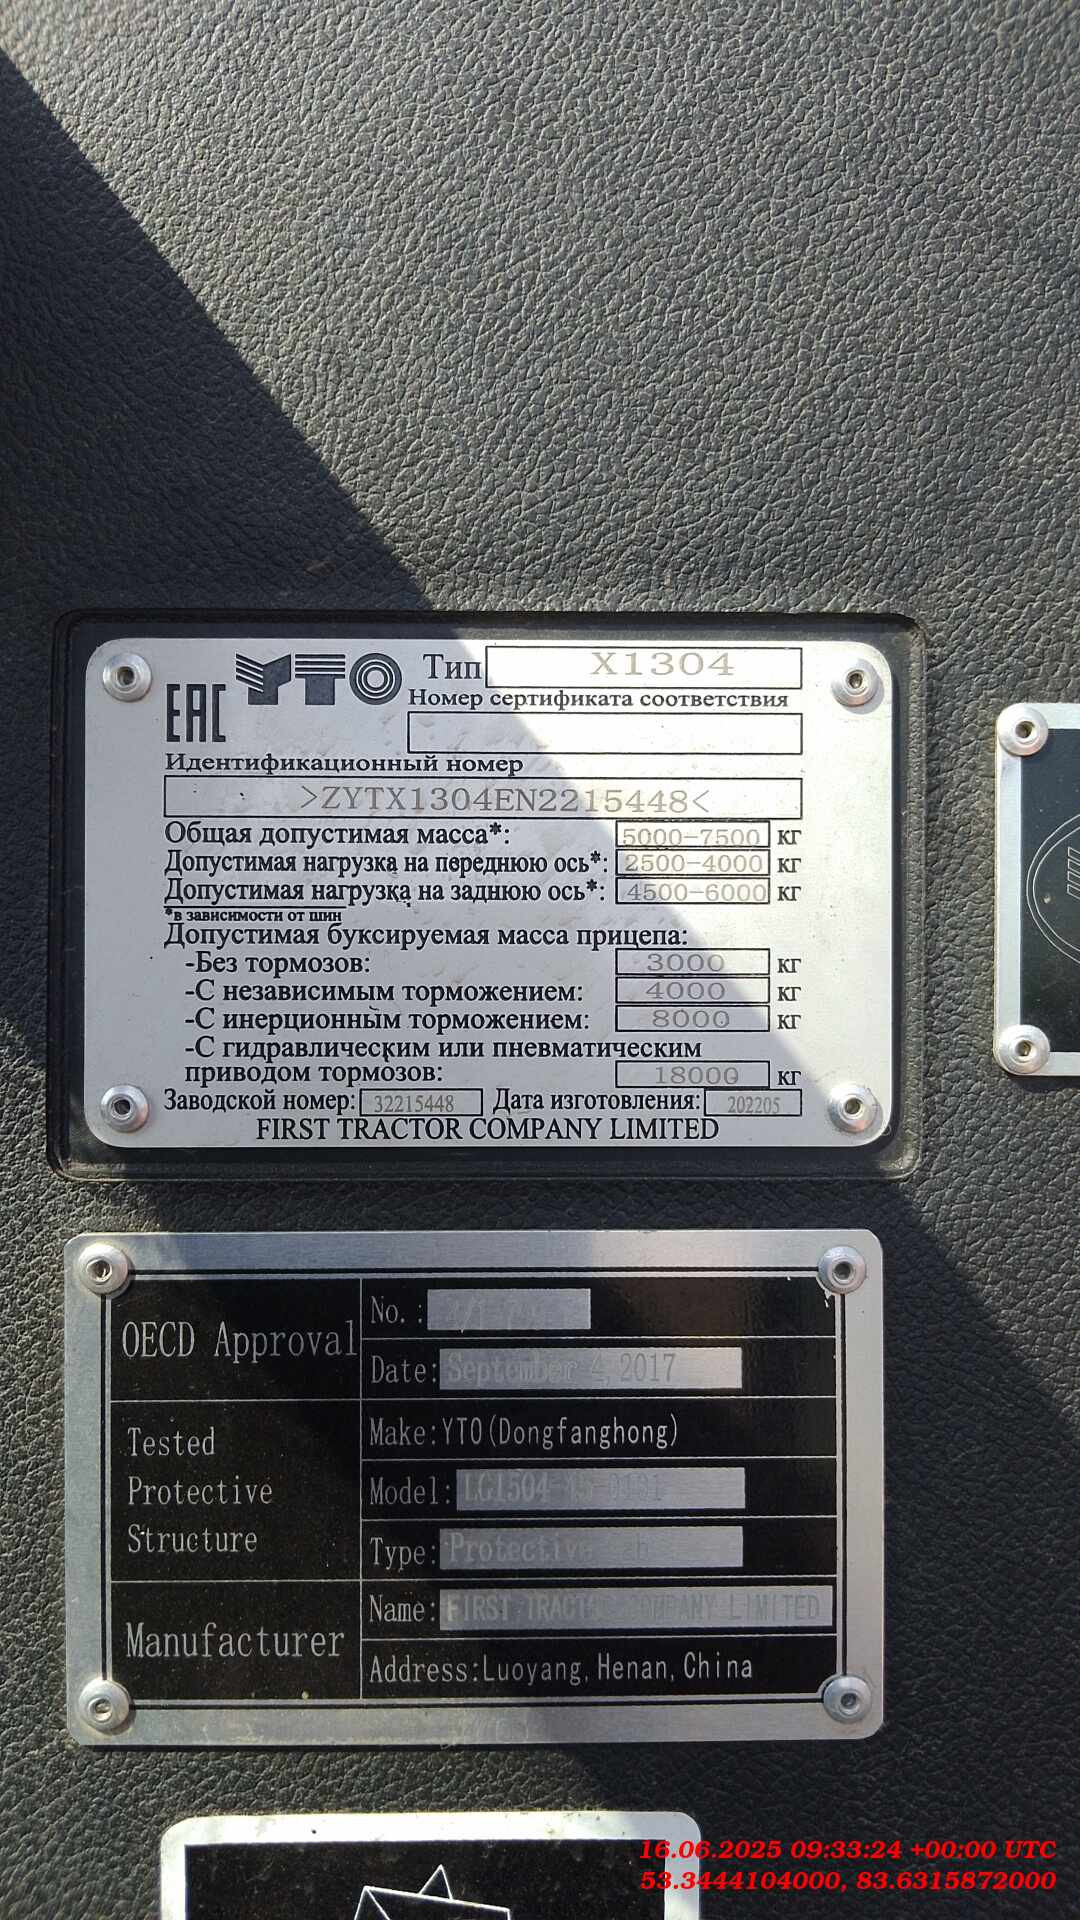 YTO Тип X1304
EAC
Номер сертификата соответствия
Идентификационный номер
>ZYTX1304EN2215448<
Общая допустимая масса*: 5000-7500 кг
Допустимая нагрузка на переднюю ось*: 2500-4000 кг
Допустимая нагрузка на заднюю ось*: 4500-6000 кг
*в зависимости от шин
Допустимая буксируемая масса прицепа:
-Без тормозов: 3000 кг
-С независимым торможением: 4000 кг
-С инерционным торможением: 8000 кг
-С гидравлическим или пневматическим
приводом тормозов: 18000 кг
Заводской номер: 32215448 Дата изготовления: 202205
FIRST TRACTOR COMPANY LIMITED
OECD Approval
No.:
Date: September 4, 2017
Tested
Protective
Structure
Make: YTO (Dongfanghong)
Model:
Type: Protective
Manufacturer
Name: FIRST TRACTOR COMPANY LIMITED
Address: Luoyang, Henan, China
16.06.2025 09:33:24 +00:00 UTC
53.3444104000, 83.6315872000